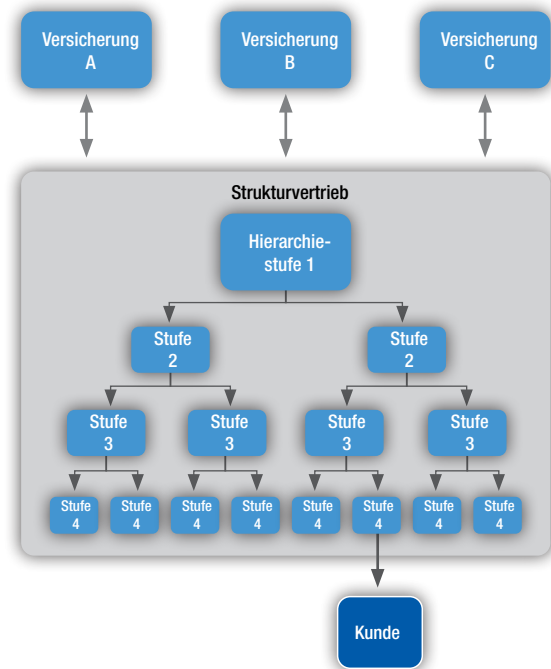 Versicherung
A
Versicherung
B
Versicherung
C
Strukturvertrieb
Hierarchie-
stufe 1
Stufe
2
Stufe
2
Stufe
3
Stufe
3
Stufe
3
Stufe
3
Stufe
4
Stufe
4
Stufe
4
Stufe
4
Stufe
4
Stufe
4
Stufe
4
Stufe
4
Kunde